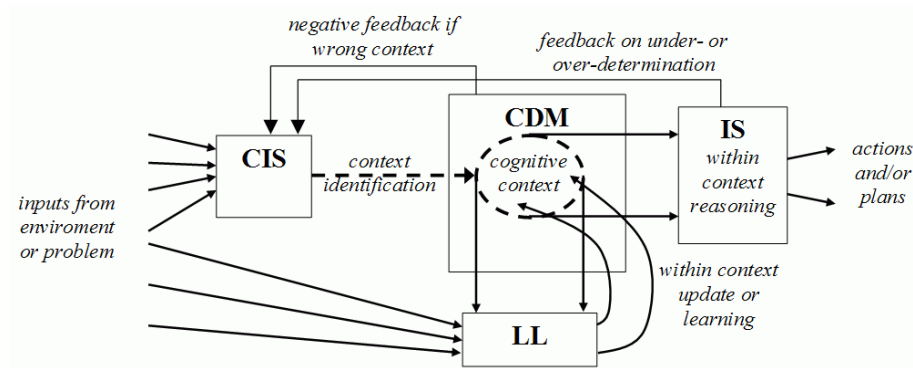 negative feedback if
wrong context
feedback on under- or
over-determination
CDM
IS
CIS
context
identification
cognitive
context
within
context
reasoning
actions
and/or
plans
inputs from
enviroment
or problem
within context
update or
learning
LL